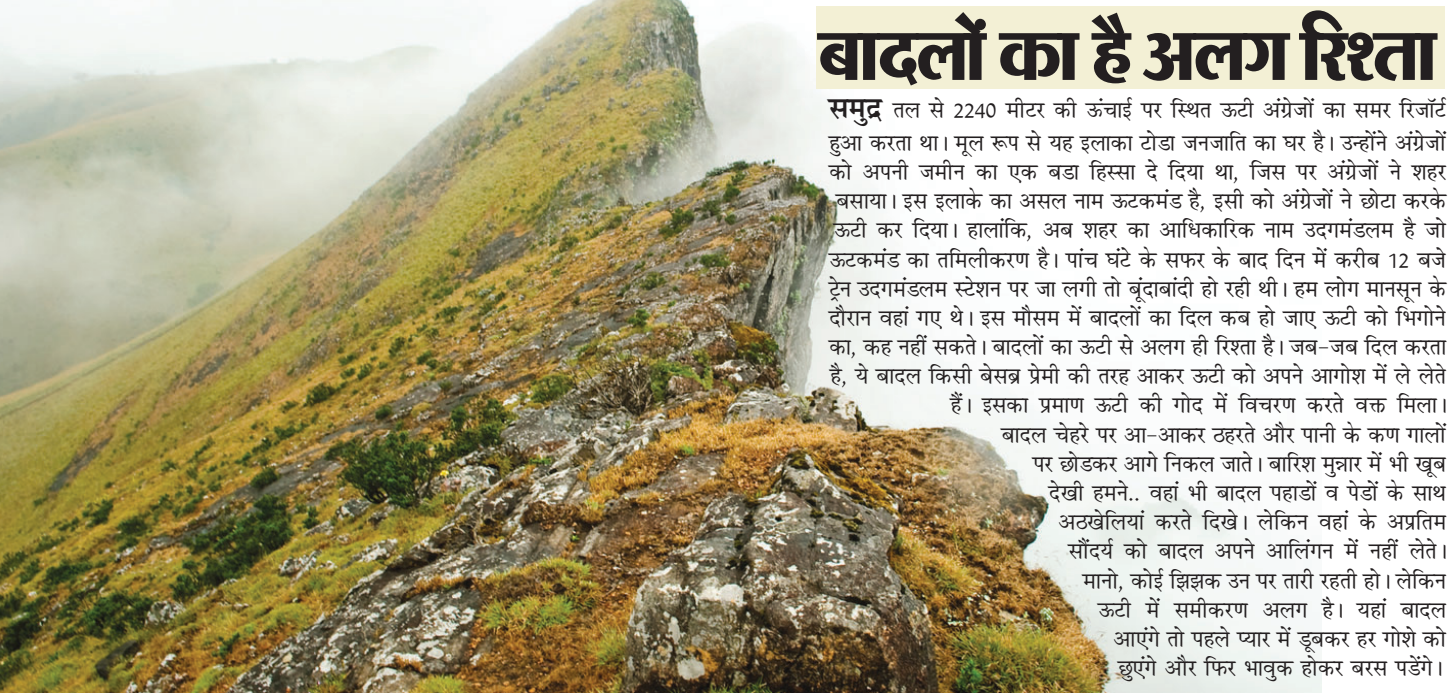 बादलों का है अलग रिश्ता
समुद्र तल से 2240 मीटर की ऊंचाई पर स्थित ऊटी अंग्रेजों का समर रिजॉर्ट
हुआ करता था। मूल रूप से यह इलाका टोडा जनजाति का घर है। उन्होंने अंग्रेजों
को अपनी जमीन का एक बडा हिस्सा दे दिया था, जिस पर अंग्रेजों ने शहर
बसाया। इस इलाके का असल नाम ऊटकमंड है, इसी को अंग्रेजों ने छोटा करके
ऊटी कर दिया। हालांकि, अब शहर का आधिकारिक नाम उदगमंडलम है जो
ऊटकमंड का तमिलीकरण है। पांच घंटे के सफर के बाद दिन में करीब 12 बजे
ट्रेन उदगमंडलम स्टेशन पर जा लगी तो बूंदाबांदी हो रही थी। हम लोग मानसून के
दौरान वहां गए थे। इस मौसम में बादलों का दिल कब हो जाए ऊटी को भिगोने
का, कह नहीं सकते। बादलों का ऊटी से अलग ही रिश्ता है। जब-जब दिल करता
है, ये बादल किसी बेसब्र प्रेमी की तरह आकर ऊटी को अपने आगोश में ले लेते
हैं। इसका प्रमाण ऊटी की गोद में विचरण करते वक्त मिला।
बादल चेहरे पर आ-आकर ठहरते और पानी के कण गालों
पर छोडकर आगे निकल जाते। बारिश मुन्नार में भी खूब
देखी हमने.. वहां भी बादल पहाडों व पेडों के साथ
अठखेलियां करते दिखे। लेकिन वहां के अप्रतिम
सौंदर्य को बादल अपने आलिंगन में नहीं लेते।
मानो, कोई झिझक उन पर तारी रहती हो। लेकिन
ऊटी में समीकरण अलग है। यहां बादल
आएंगे तो पहले प्यार में डूबकर हर गोशे को
छुएंगे और फिर भावुक होकर बरस पडेंगे।